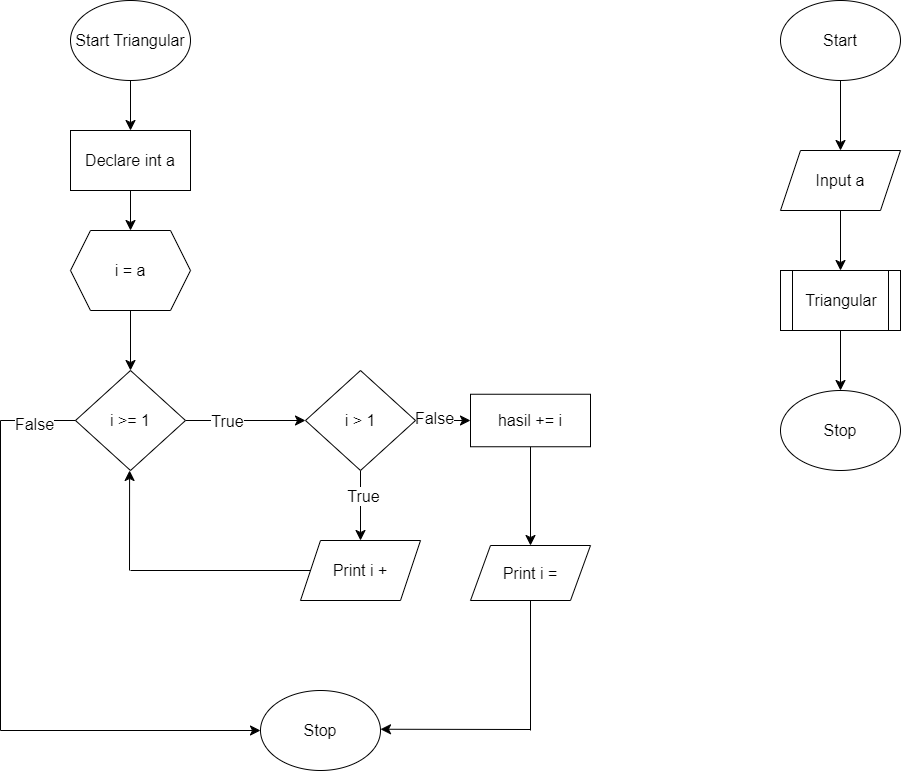 Start Triangular
Declare int a
i = a
i >= 1
False
True
i > 1
False
hasil += i
True
Print i +
Print i =
Stop
Start
Input a
Triangular
Stop